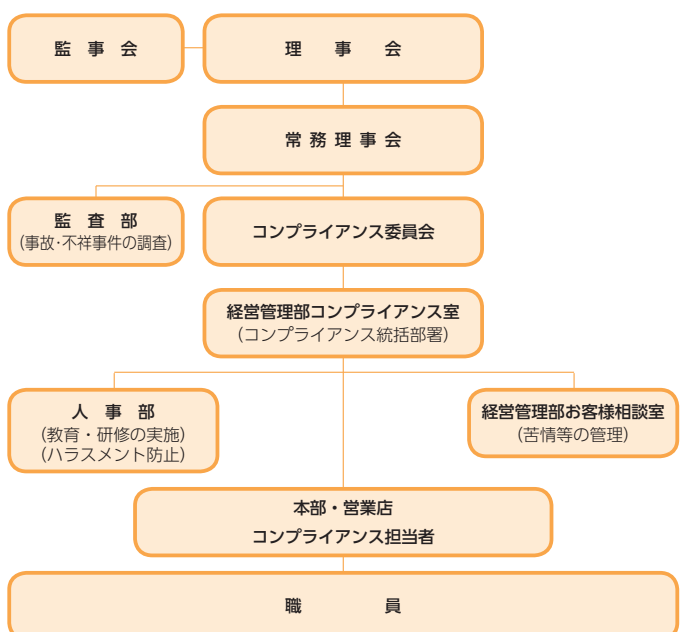 監事会
理事会
常務理事会
監査部
(事故・不祥事件の調査)
コンプライアンス委員会
経営管理部コンプライアンス室
(コンプライアンス統括部署)
人事部
(教育・研修の実施)
(ハラスメント防止)
経営管理部お客様相談室
(苦情等の管理)
本部・営業店
コンプライアンス担当者
職員